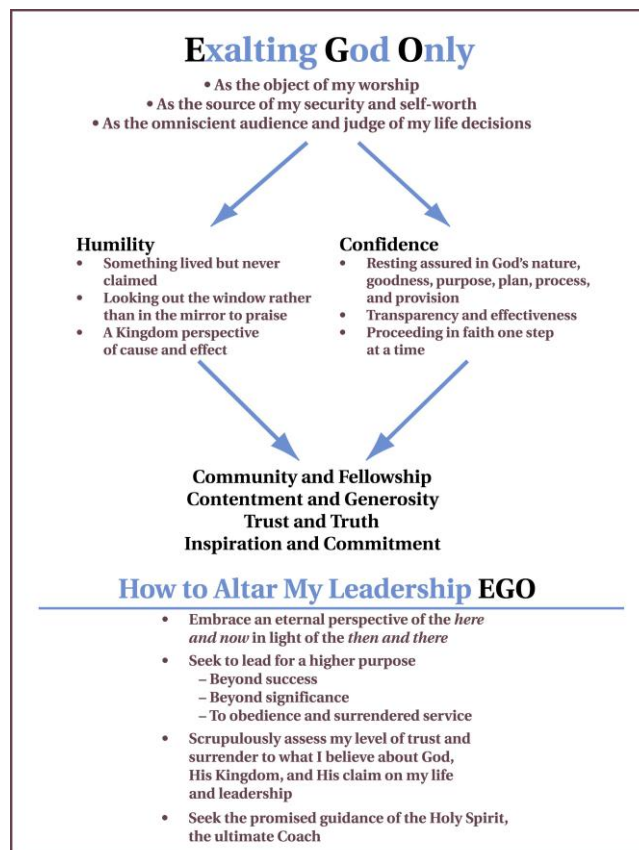 Exalting God Only
• As the object of my worship
• As the source of my security and self-worth
• As the omniscient audience and judge of my life decisions
Humility
• Something lived but never
claimed
• Looking out the window rather
than in the mirror to praise
• A Kingdom perspective
of cause and effect
Confidence
• Resting assured in God's nature,
goodness, purpose, plan, process,
and provision
• Transparency and effectiveness
• Proceeding in faith one step
at a time
Community and Fellowship
Contentment and Generosity
Trust and Truth
Inspiration and Commitment
How to Altar My Leadership EGO
• Embrace an eternal perspective of the here
and now in light of the then and there
• Seek to lead for a higher purpose
– Beyond success
– Beyond significance
– To obedience and surrendered service
• Scrupulously assess my level of trust and
surrender to what I believe about God,
His Kingdom, and His claim on my life
and leadership
• Seek the promised guidance of the Holy Spirit,
the ultimate Coach